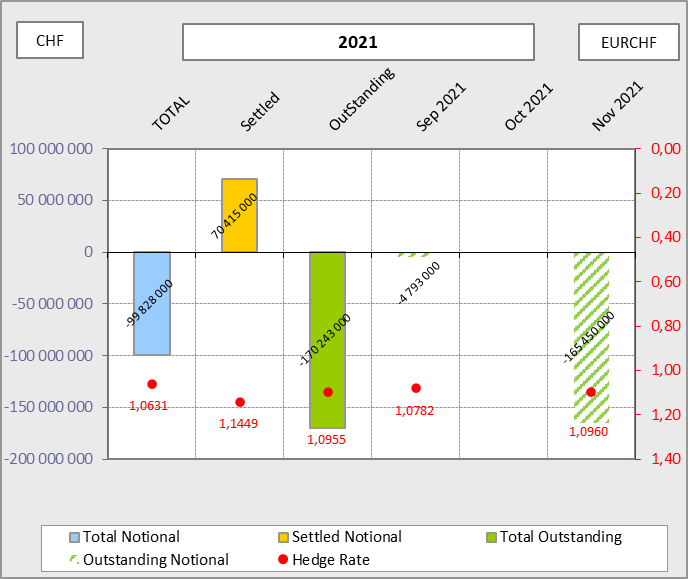 CHF
2021
EURCHF
TOTAL
Settled
OutStanding
Sep 2021
Oct 2021
Nov 2021
100 000 000
50 000 000
0
-50 000 000
-100 000 000
-150 000 000
-200 000 000
0,00
0,20
0,40
0,60
0,80
1,00
1,20
1,40
-99 828 000
70 415 000
-170 243 000
-4 793 000
-165 450 000
1,0631
1,1449
1,0955
1,0782
1,0960
Total Notional
Settled Notional
Total Outstanding
Outstanding Notional
Hedge Rate